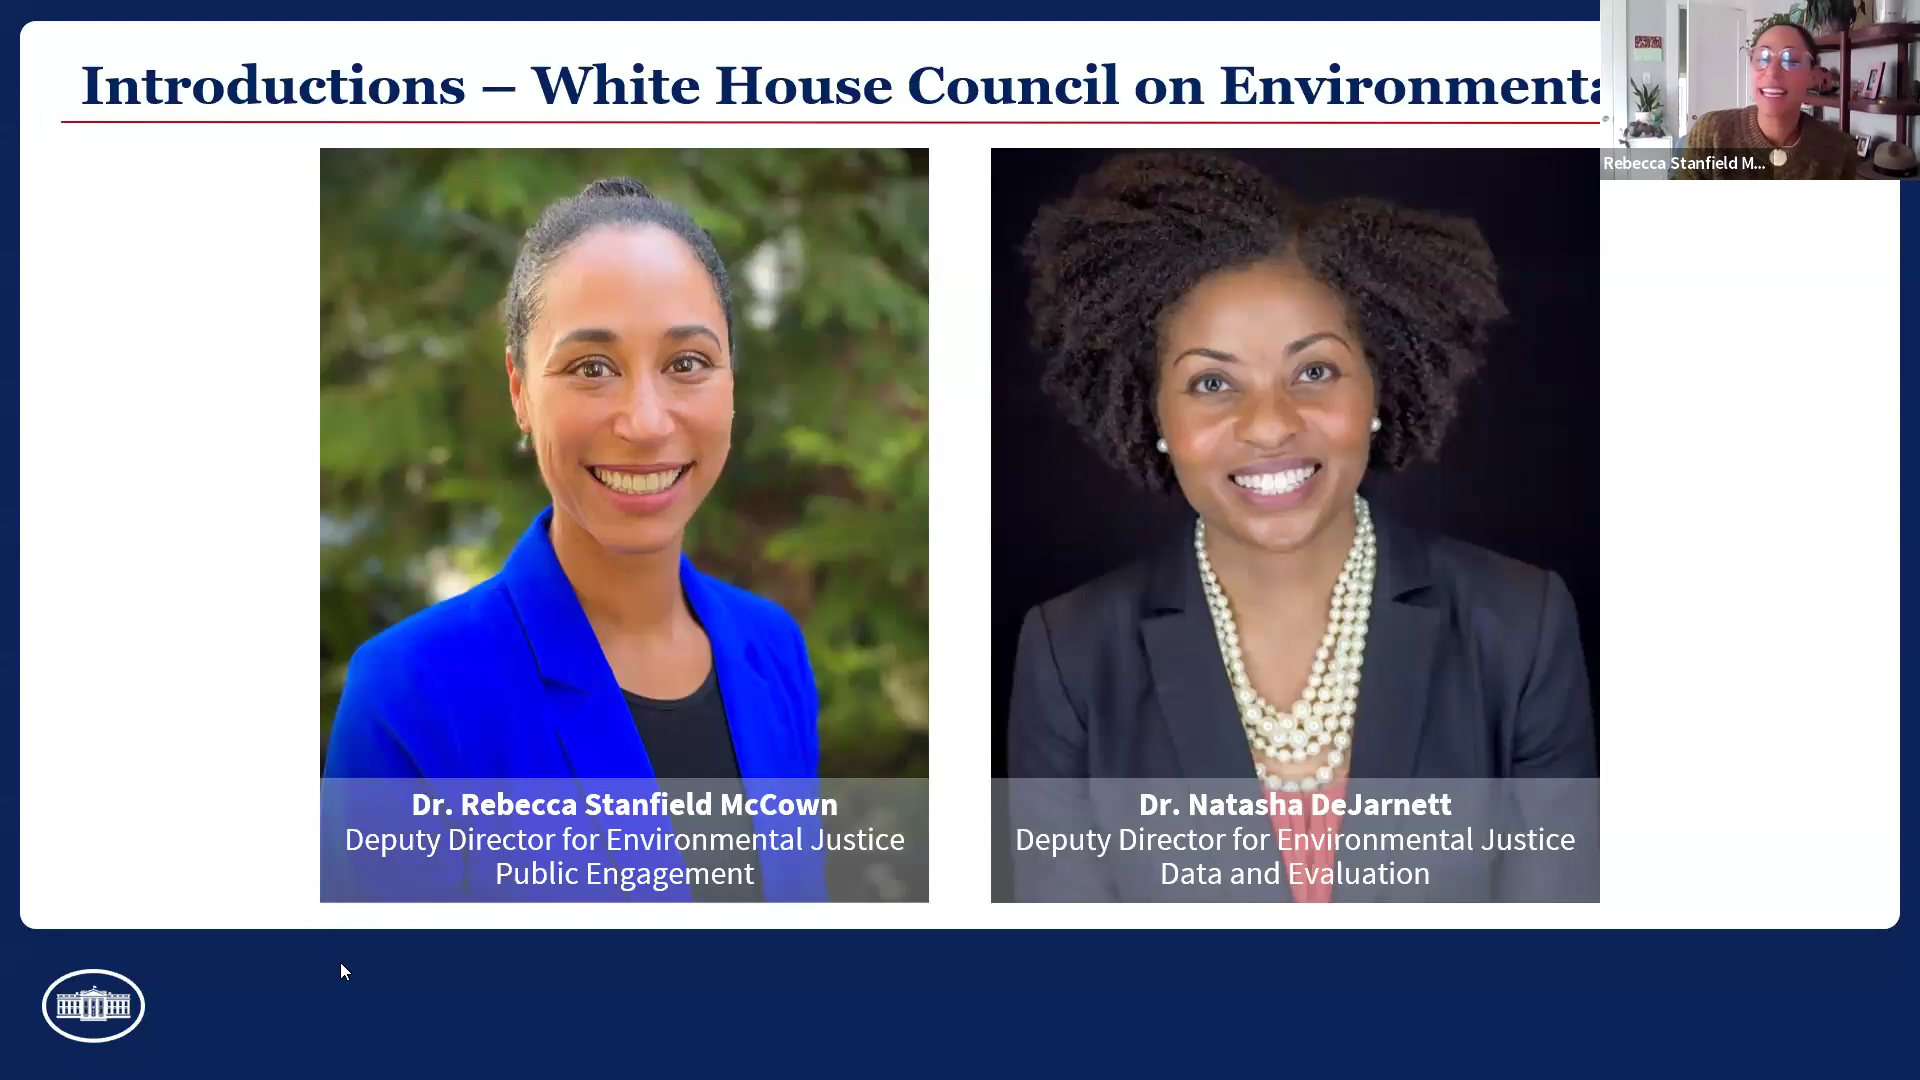 Introductions – White House Council on Environmenta
Rebecca Stanfield M...
Dr. Rebecca Stanfield McCown
Deputy Director for Environmental Justice
Public Engagement
Dr. Natasha DeJarnett
Deputy Director for Environmental Justice
Data and Evaluation